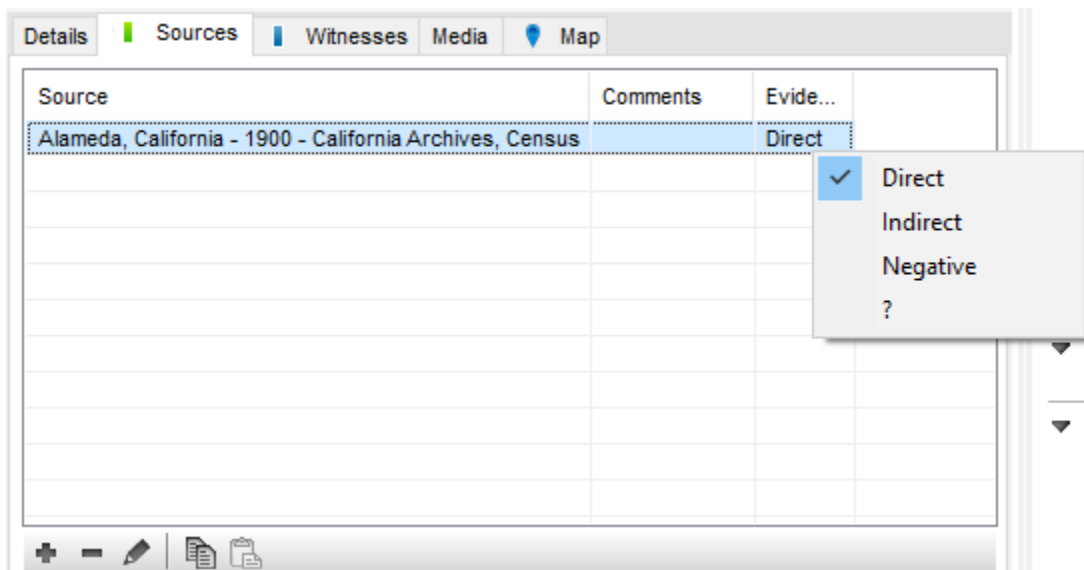 Details Sources Witnesses Media Map
Source Comments Evide...
Alameda, California - 1900 - California Archives, Census Direct
Direct
Indirect
Negative
?